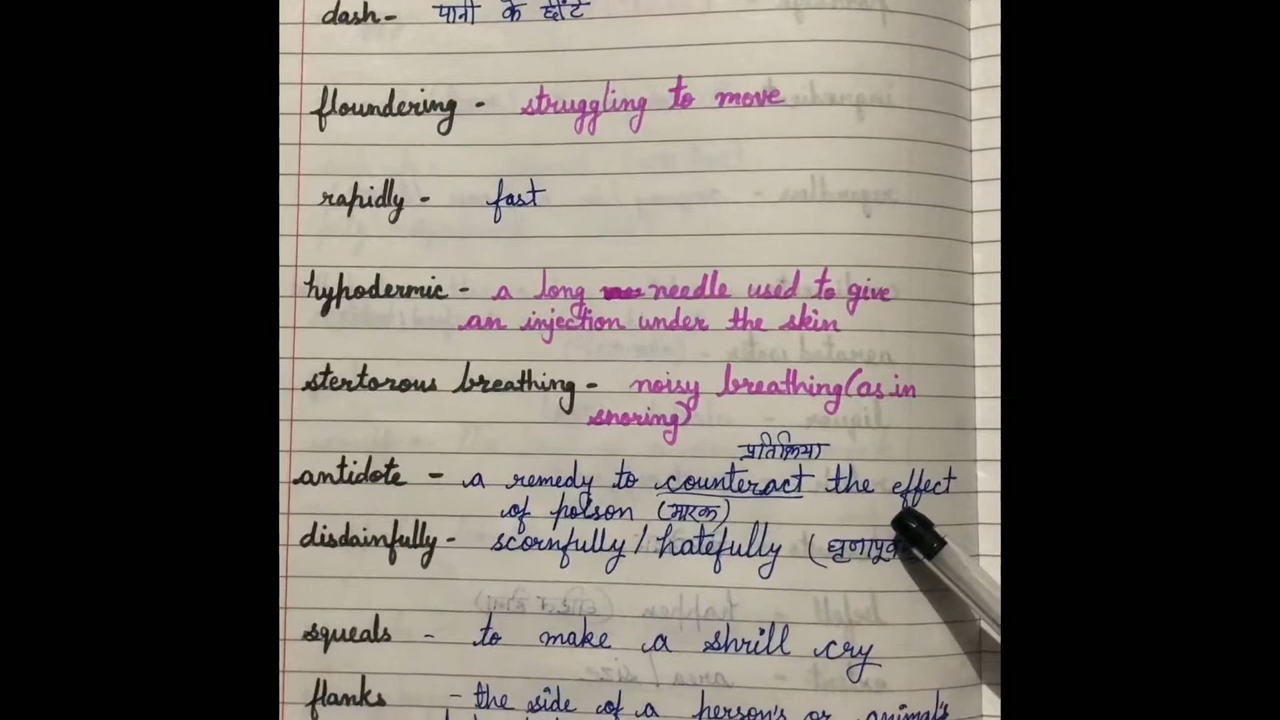 dash - पानी के छींटे
floundering - struggling to move
rapidly - fast
hypodermic - a long needle used to give
an injection under the skin
stertorous breathing - noisy breathing (as in
snoring)
प्रतिक्रिया
antidote - a remedy to counteract the effect
of poison (मारक)
disdainfully - scornfully / hatefully (घृणापूर्वक
squeals - to make a shrill cry
flanks - the side of a person's or animal's